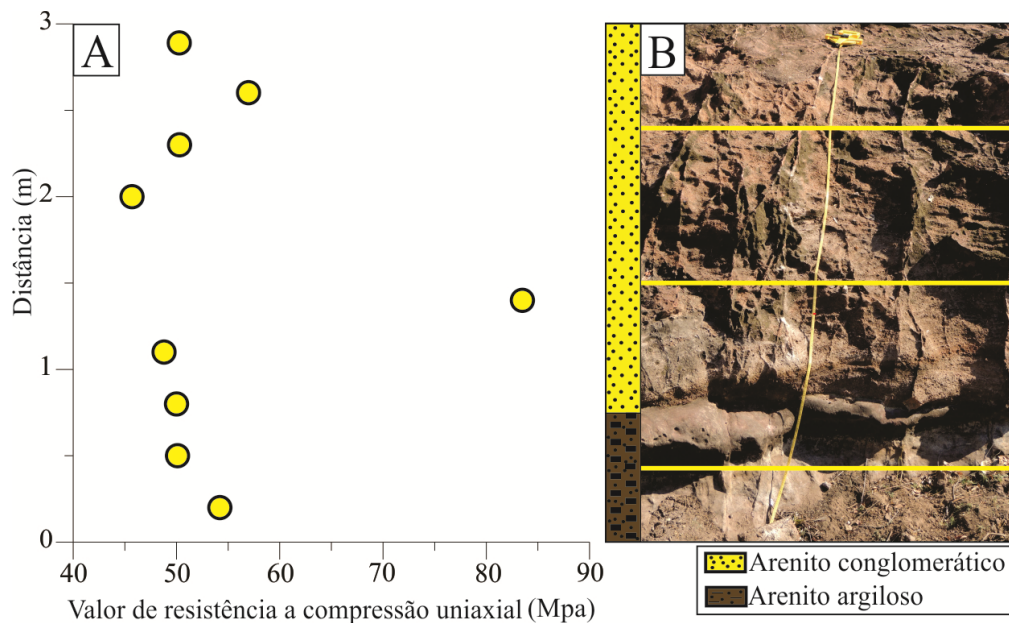 A
B
3
2
1
0
Distância (m)
40
50
60
70
80
90
Valor de resistência a compressão uniaxial (Mpa)
Arenito conglomerático
Arenito argiloso